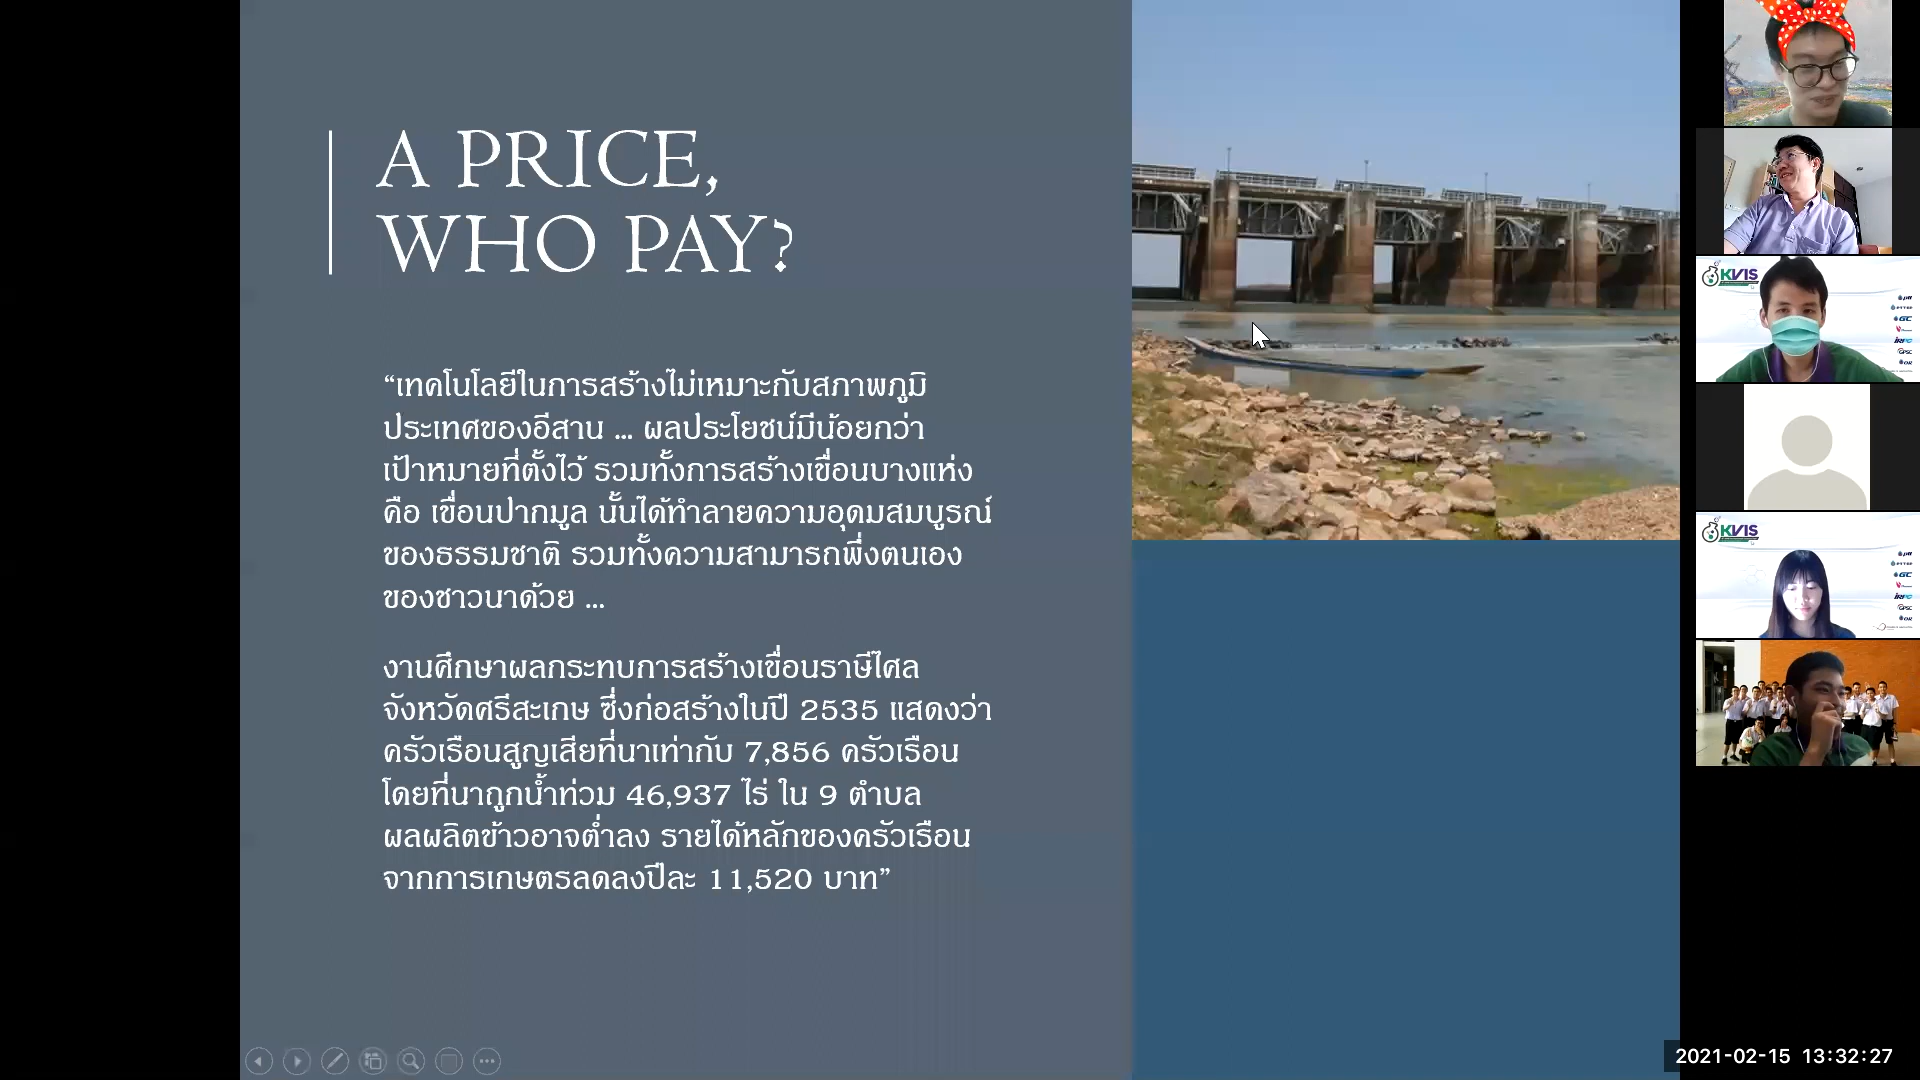 A PRICE,
WHO PAY?
“เทคโนโลยีในการสร้างไม่เหมาะกับสภาพภูมิ
ประเทศของอีสาน ... ผลประโยชน์มีน้อยกว่า
เป้าหมายที่ตั้งไว้ รวมทั้งการสร้างเขื่อนบางแห่ง
คือ เขื่อนปากมูล นั้นได้ทำลายความอุดมสมบูรณ์
ของธรรมชาติ รวมทั้งความสามารถพึ่งตนเอง
ของชาวนาด้วย ...
งานศึกษาผลกระทบการสร้างเขื่อนราษีไศล
จังหวัดศรีสะเกษ ซึ่งก่อสร้างในปี 2535 แสดงว่า
ครัวเรือนสูญเสียที่นาเท่ากับ 7,856 ครัวเรือน
โดยที่นาถูกน้ำท่วม 46,937 ไร่ ใน 9 ตำบล
ผลผลิตข้าวอาจต่ำลง รายได้หลักของครัวเรือน
จากการเกษตรลดลงปีละ 11,520 บาท”
KVIS
ptt
GC
IRPC
GPSC
OR
KVIS
ptt
GC
IRPC
GPSC
OR
2021-02-15 13:32:27